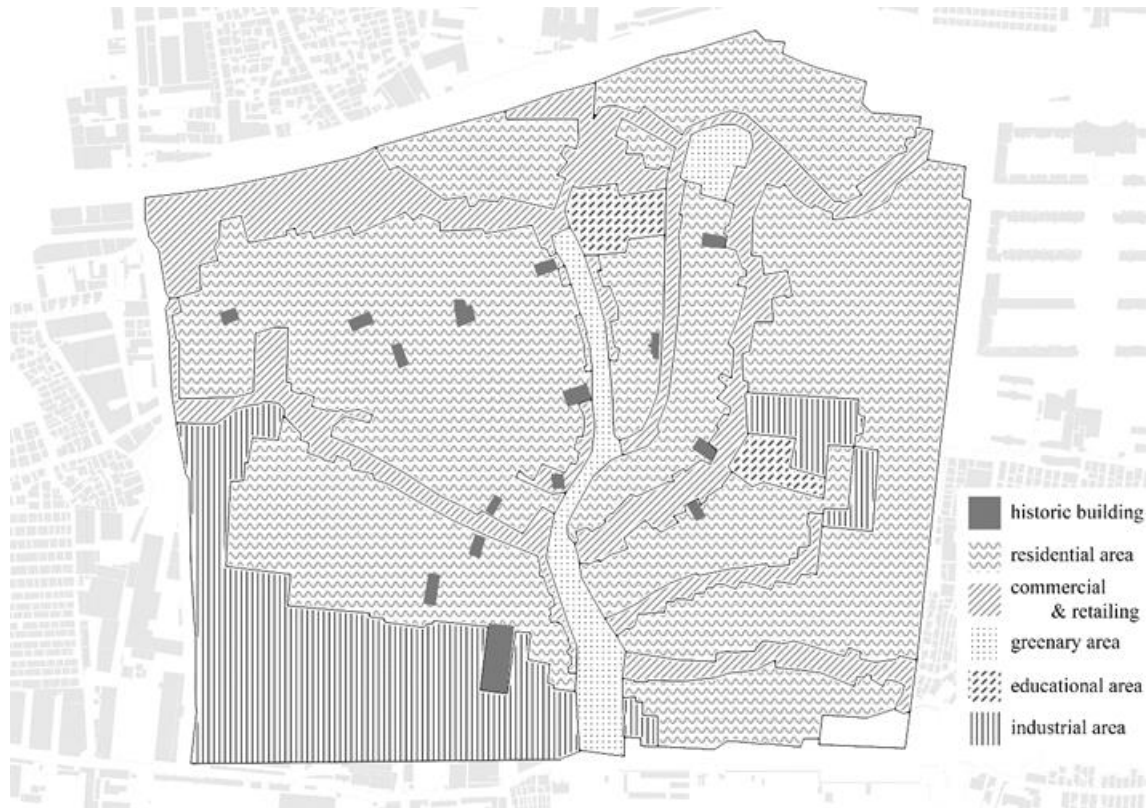 historic building
residential area
commercial
& retailing
greenary area
educational area
industrial area